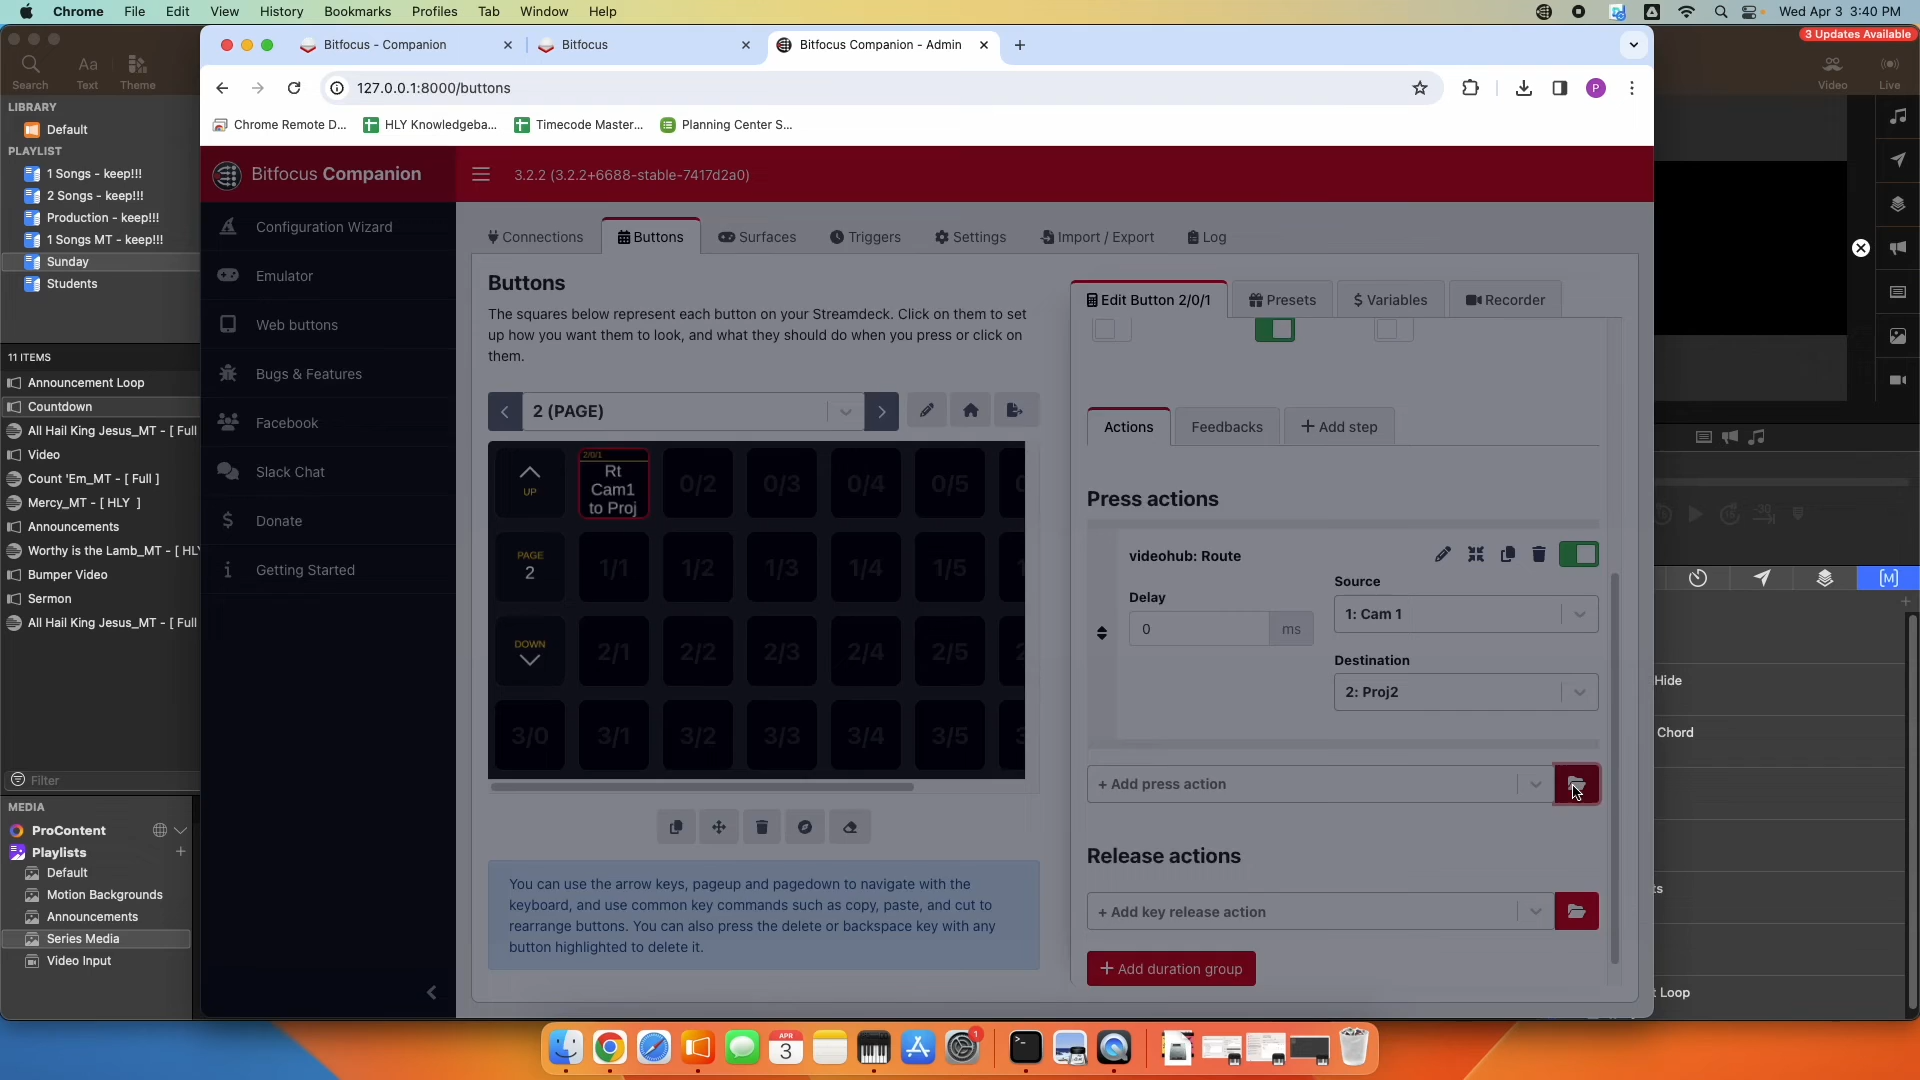 Chrome File Edit View History Bookmarks Profiles Tab Window Help
Wed Apr 3 3:40 PM
3 Updates Available
Search Text Theme
Video Live
LIBRARY
Default
PLAYLIST
1 Songs - keep!!!
2 Songs - keep!!!
Production - keep!!!
1 Songs MT - keep!!!
Sunday
Students
11 ITEMS
Announcement Loop
Countdown
All Hail King Jesus_MT - [ Full
Video
Count 'Em_MT - [ Full ]
Mercy_MT - [ HLY ]
Announcements
Worthy is the Lamb_MT - [ HLY
Bumper Video
Sermon
All Hail King Jesus_MT - [ Full
Filter
MEDIA
ProContent
Playlists
Default
Motion Backgrounds
Announcements
Series Media
Video Input
Bitfocus - Companion
Bitfocus
Bitfocus Companion - Admin
127.0.0.1:8000/buttons
P
Chrome Remote D...
HLY Knowledgeba...
Timecode Master...
Planning Center S...
Bitfocus Companion
3.2.2 (3.2.2+6688-stable-7417d2a0)
Configuration Wizard
Emulator
Web buttons
Bugs & Features
Facebook
Slack Chat
Donate
Getting Started
Connections
Buttons
Surfaces
Triggers
Settings
Import / Export
Log
Buttons
The squares below represent each button on your Streamdeck. Click on them to set
up how you want them to look, and what they should do when you press or click on
them.
2 (PAGE)
UP
2/0/1
Rt
Cam1
to Proj
0/2 0/3 0/4 0/5
PAGE
2
1/1 1/2 1/3 1/4 1/5
DOWN
2/1 2/2 2/3 2/4 2/5
3/0 3/1 3/2 3/3 3/4 3/5
You can use the arrow keys, pageup and pagedown to navigate with the
keyboard, and use common key commands such as copy, paste, and cut to
rearrange buttons. You can also press the delete or backspace key with any
button highlighted to delete it.
Edit Button 2/0/1
Presets
Variables
Recorder
Actions
Feedbacks
+ Add step
Press actions
videohub: Route
Delay
0
ms
Source
1: Cam 1
Destination
2: Proj2
+ Add press action
Release actions
+ Add key release action
+ Add duration group
-30
[M]
Hide
Chord
ts
t Loop
APR
3
1